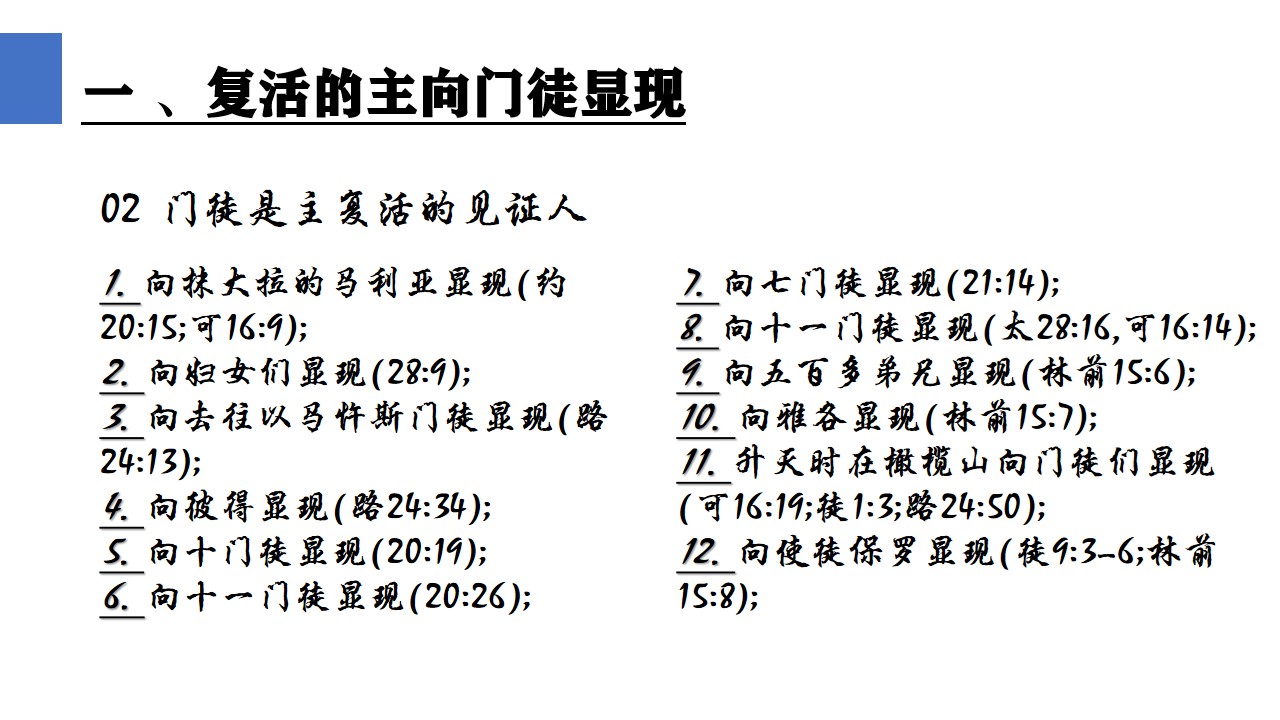 一 、复活的主向门徒显现
02 门徒是主复活的见证人
1. 向抹大拉的马利亚显现(约
20:15;可16:9);
2. 向妇女们显现(28:9);
3. 向去往以马忤斯门徒显现(路
24:13);
4. 向彼得显现(路24:34);
5. 向十门徒显现(20:19);
6. 向十一门徒显现(20:26);
7. 向七门徒显现(21:14);
8. 向十一门徒显现(太28:16,可16:14);
9. 向五百多弟兄显现(林前15:6);
10. 向雅各显现(林前15:7);
11. 升天时在橄榄山向门徒们显现
(可16:19;徒1:3;路24:50);
12. 向使徒保罗显现(徒9:3-6;林前
15:8);